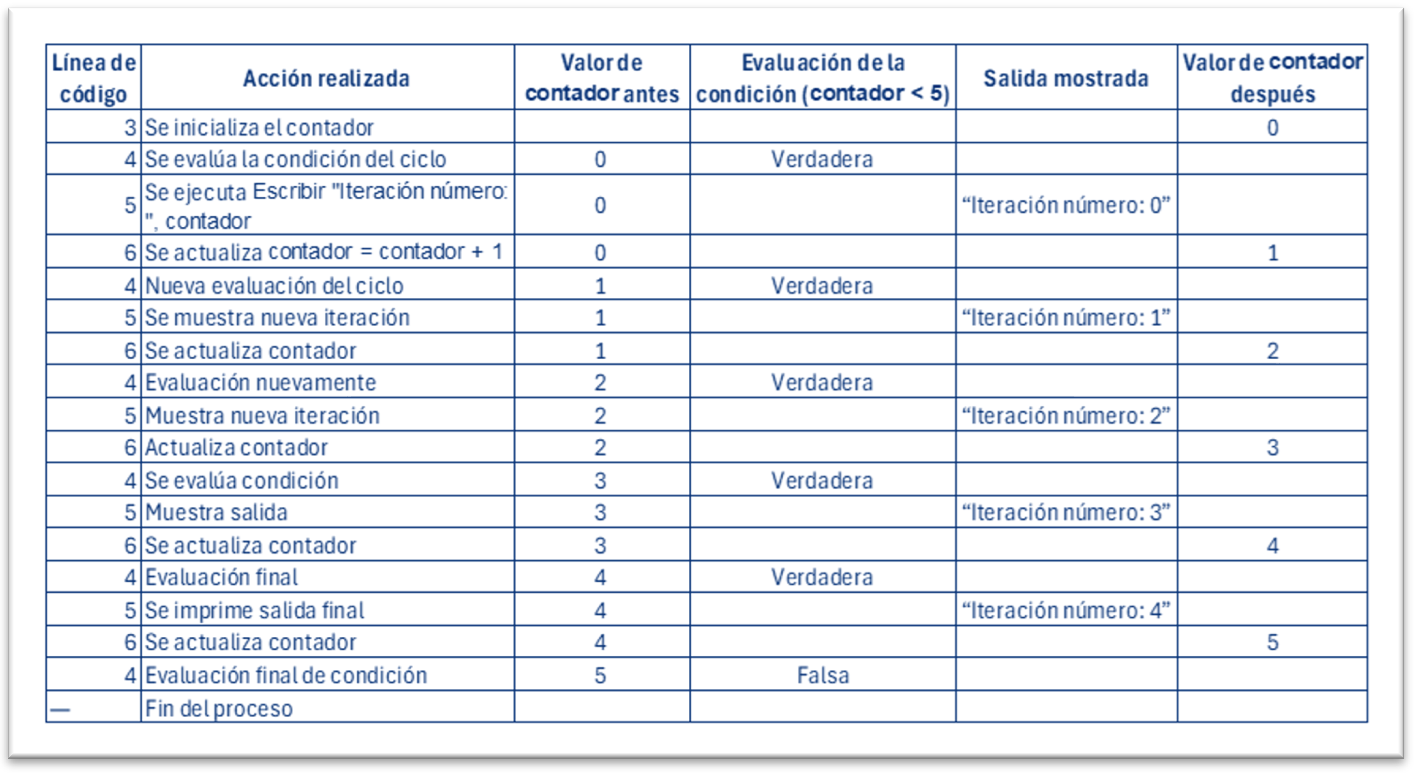 Línea de código | Acción realizada | Valor de contador antes | Evaluación de la condición (contador < 5) | Salida mostrada | Valor de contador después
3 | Se inicializa el contador | | | | 0
4 | Se evalúa la condición del ciclo | 0 | Verdadera | |
5 | Se ejecuta Escribir "Iteración número: ", contador | 0 | | “Iteración número: 0” |
6 | Se actualiza contador = contador + 1 | 0 | | | 1
4 | Nueva evaluación del ciclo | 1 | Verdadera | |
5 | Se muestra nueva iteración | 1 | | “Iteración número: 1” |
6 | Se actualiza contador | 1 | | | 2
4 | Evaluación nuevamente | 2 | Verdadera | |
5 | Muestra nueva iteración | 2 | | “Iteración número: 2” |
6 | Actualiza contador | 2 | | | 3
4 | Se evalúa condición | 3 | Verdadera | |
5 | Muestra salida | 3 | | “Iteración número: 3” |
6 | Se actualiza contador | 3 | | | 4
4 | Evaluación final | 4 | Verdadera | |
5 | Se imprime salida final | 4 | | “Iteración número: 4” |
6 | Se actualiza contador | 4 | | | 5
4 | Evaluación final de condición | 5 | Falsa | |
— | Fin del proceso | | | |